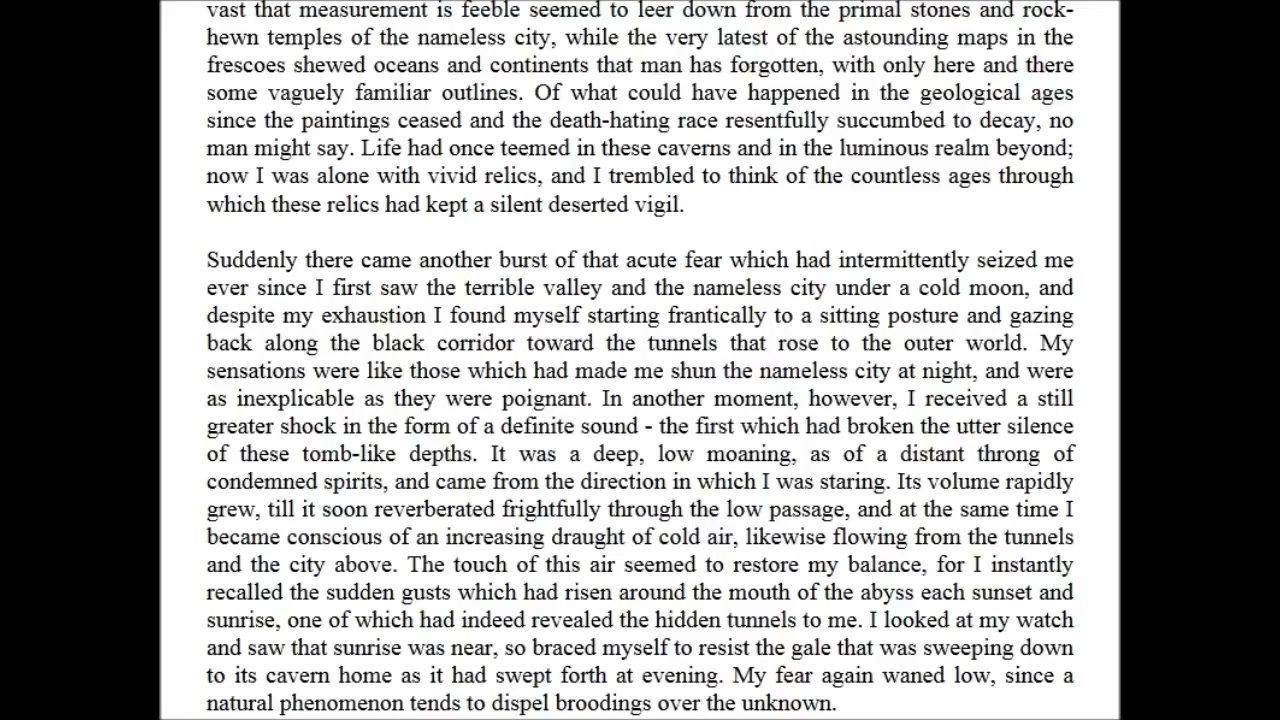 vast that measurement is feeble seemed to leer down from the primal stones and rock-
hewn temples of the nameless city, while the very latest of the astounding maps in the
frescoes shewed oceans and continents that man has forgotten, with only here and there
some vaguely familiar outlines. Of what could have happened in the geological ages
since the paintings ceased and the death-hating race resentfully succumbed to decay, no
man might say. Life had once teemed in these caverns and in the luminous realm beyond;
now I was alone with vivid relics, and I trembled to think of the countless ages through
which these relics had kept a silent deserted vigil.
Suddenly there came another burst of that acute fear which had intermittently seized me
ever since I first saw the terrible valley and the nameless city under a cold moon, and
despite my exhaustion I found myself starting frantically to a sitting posture and gazing
back along the black corridor toward the tunnels that rose to the outer world. My
sensations were like those which had made me shun the nameless city at night, and were
as inexplicable as they were poignant. In another moment, however, I received a still
greater shock in the form of a definite sound - the first which had broken the utter silence
of these tomb-like depths. It was a deep, low moaning, as of a distant throng of
condemned spirits, and came from the direction in which I was staring. Its volume rapidly
grew, till it soon reverberated frightfully through the low passage, and at the same time I
became conscious of an increasing draught of cold air, likewise flowing from the tunnels
and the city above. The touch of this air seemed to restore my balance, for I instantly
recalled the sudden gusts which had risen around the mouth of the abyss each sunset and
sunrise, one of which had indeed revealed the hidden tunnels to me. I looked at my watch
and saw that sunrise was near, so braced myself to resist the gale that was sweeping down
to its cavern home as it had swept forth at evening. My fear again waned low, since a
natural phenomenon tends to dispel broodings over the unknown.